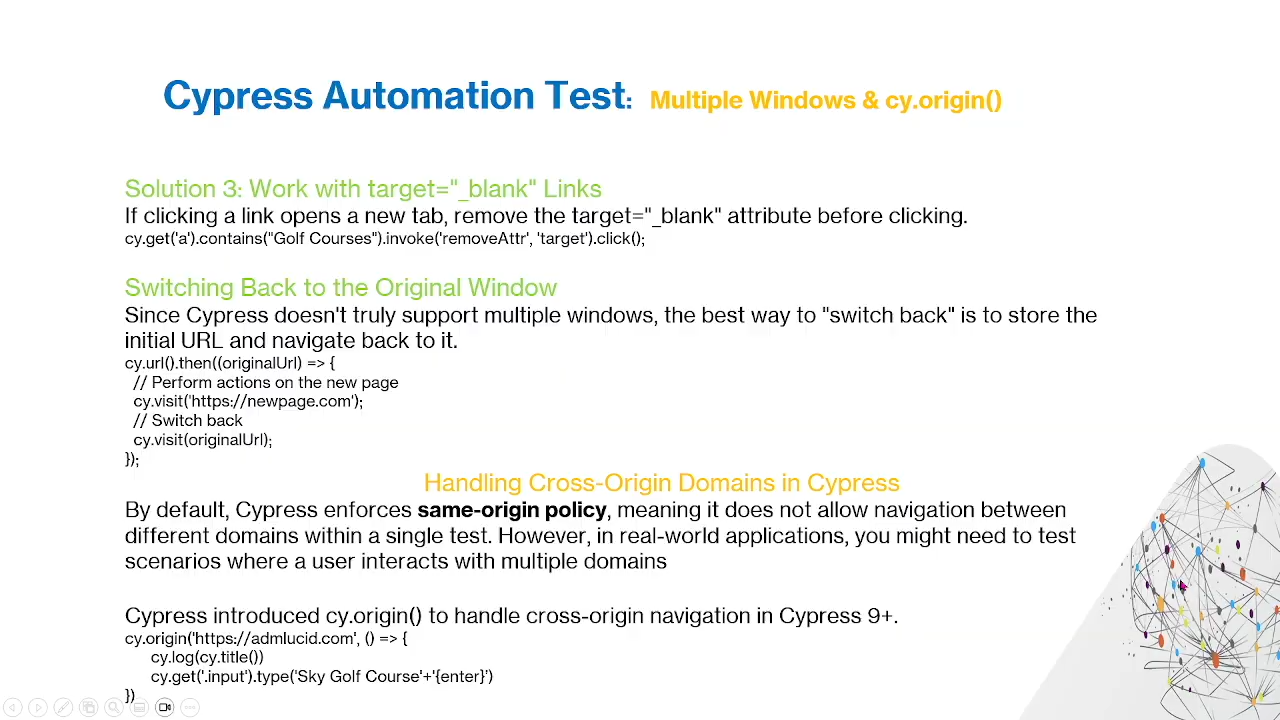 Cypress Automation Test: Multiple Windows & cy.origin()
Solution 3: Work with target="_blank" Links
If clicking a link opens a new tab, remove the target="_blank" attribute before clicking.
cy.get('a').contains("Golf Courses").invoke('removeAttr', 'target').click();
Switching Back to the Original Window
Since Cypress doesn't truly support multiple windows, the best way to "switch back" is to store the
initial URL and navigate back to it.
cy.url().then((originalUrl) => {
// Perform actions on the new page
cy.visit('https://newpage.com');
// Switch back
cy.visit(originalUrl);
});
Handling Cross-Origin Domains in Cypress
By default, Cypress enforces same-origin policy, meaning it does not allow navigation between
different domains within a single test. However, in real-world applications, you might need to test
scenarios where a user interacts with multiple domains
Cypress introduced cy.origin() to handle cross-origin navigation in Cypress 9+.
cy.origin('https://admlucid.com', () => {
cy.log(cy.title())
cy.get('.input').type('Sky Golf Course'+'{enter}’)
})